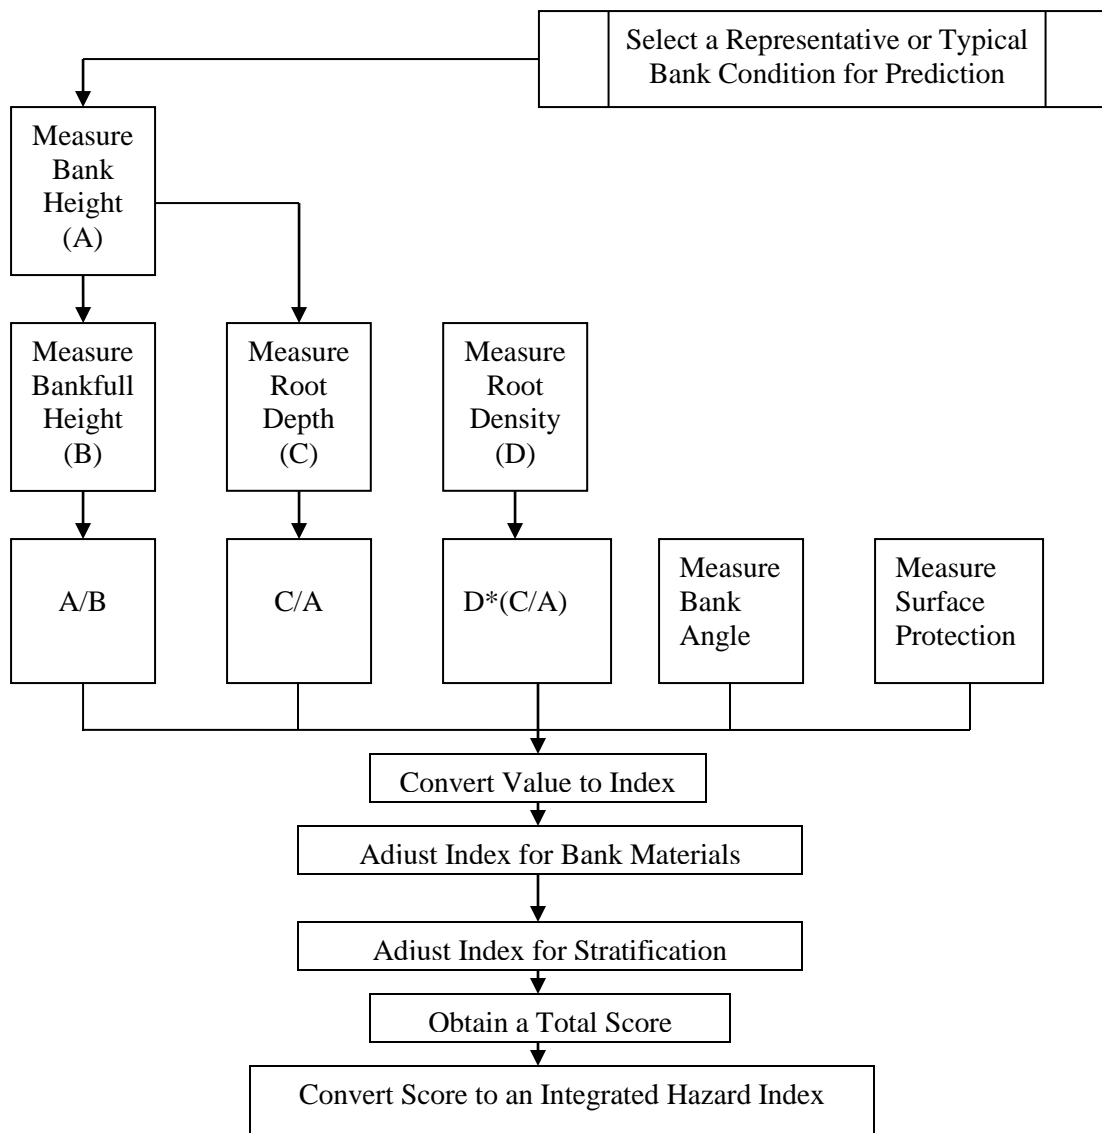 Select a Representative or Typical
Bank Condition for Prediction
Measure
Bank
Height
(A)
Measure
Bankfull
Height
(B)
Measure
Root
Depth
(C)
Measure
Root
Density
(D)
A/B
C/A
D*(C/A)
Measure
Bank
Angle
Measure
Surface
Protection
Convert Value to Index
Adjust Index for Bank Materials
Adjust Index for Stratification
Obtain a Total Score
Convert Score to an Integrated Hazard Index